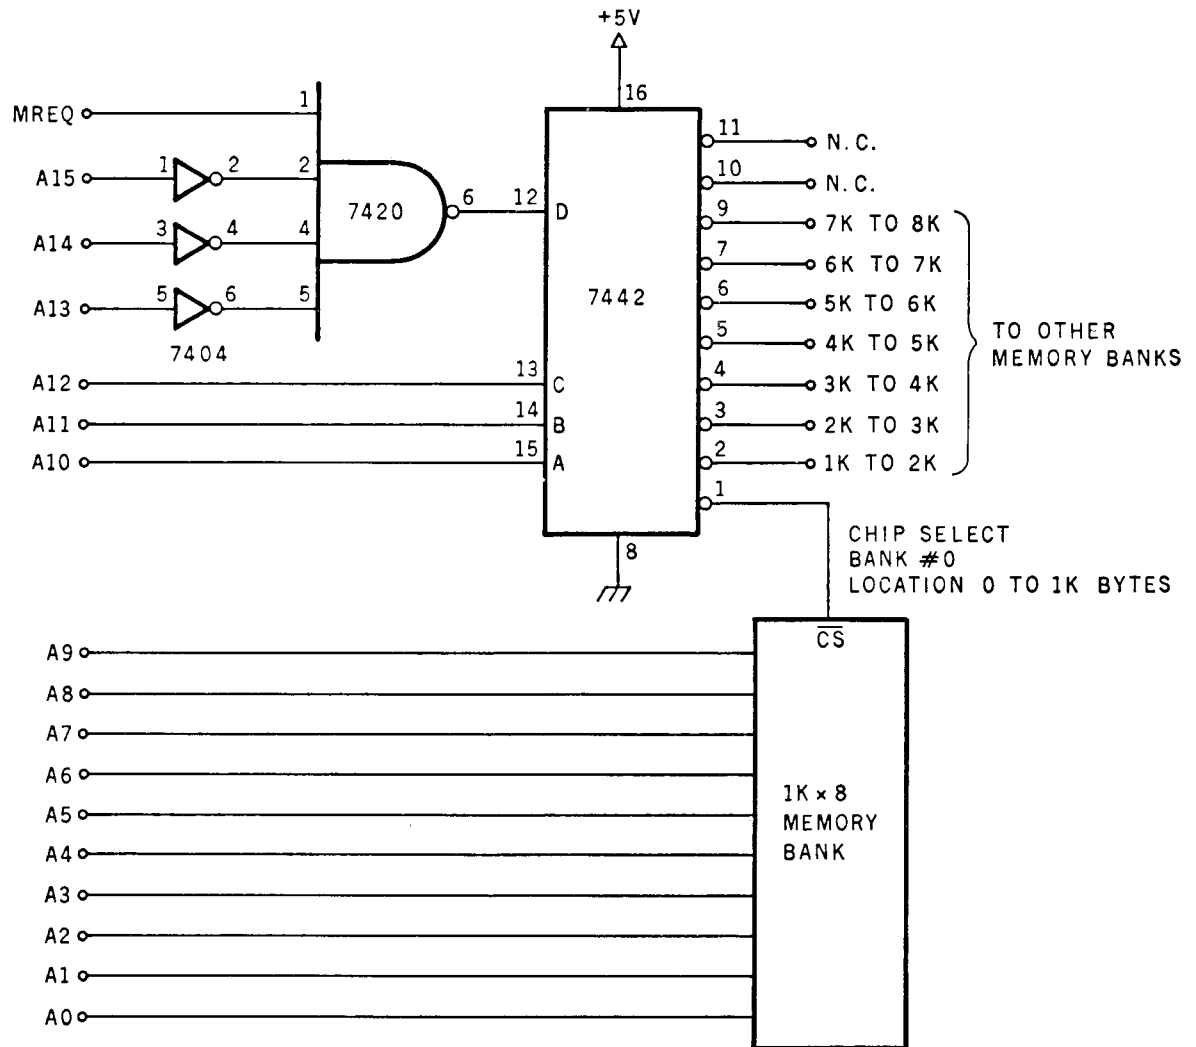 +5V
16
MREQ
1
11
N.C.
A15
1
2
2
10
N.C.
7420
6
12
D
9
7K TO 8K
A14
3
4
4
7
6K TO 7K
7442
6
5K TO 6K
A13
5
6
5
7404
5
4K TO 5K
TO OTHER
MEMORY BANKS
A12
13
C
4
3K TO 4K
A11
14
B
3
2K TO 3K
A10
15
A
2
1K TO 2K
1
8
CHIP SELECT
BANK #0
LOCATION 0 TO 1K BYTES
CS
A9
A8
A7
A6
A5
1K × 8
MEMORY
BANK
A4
A3
A2
A1
A0